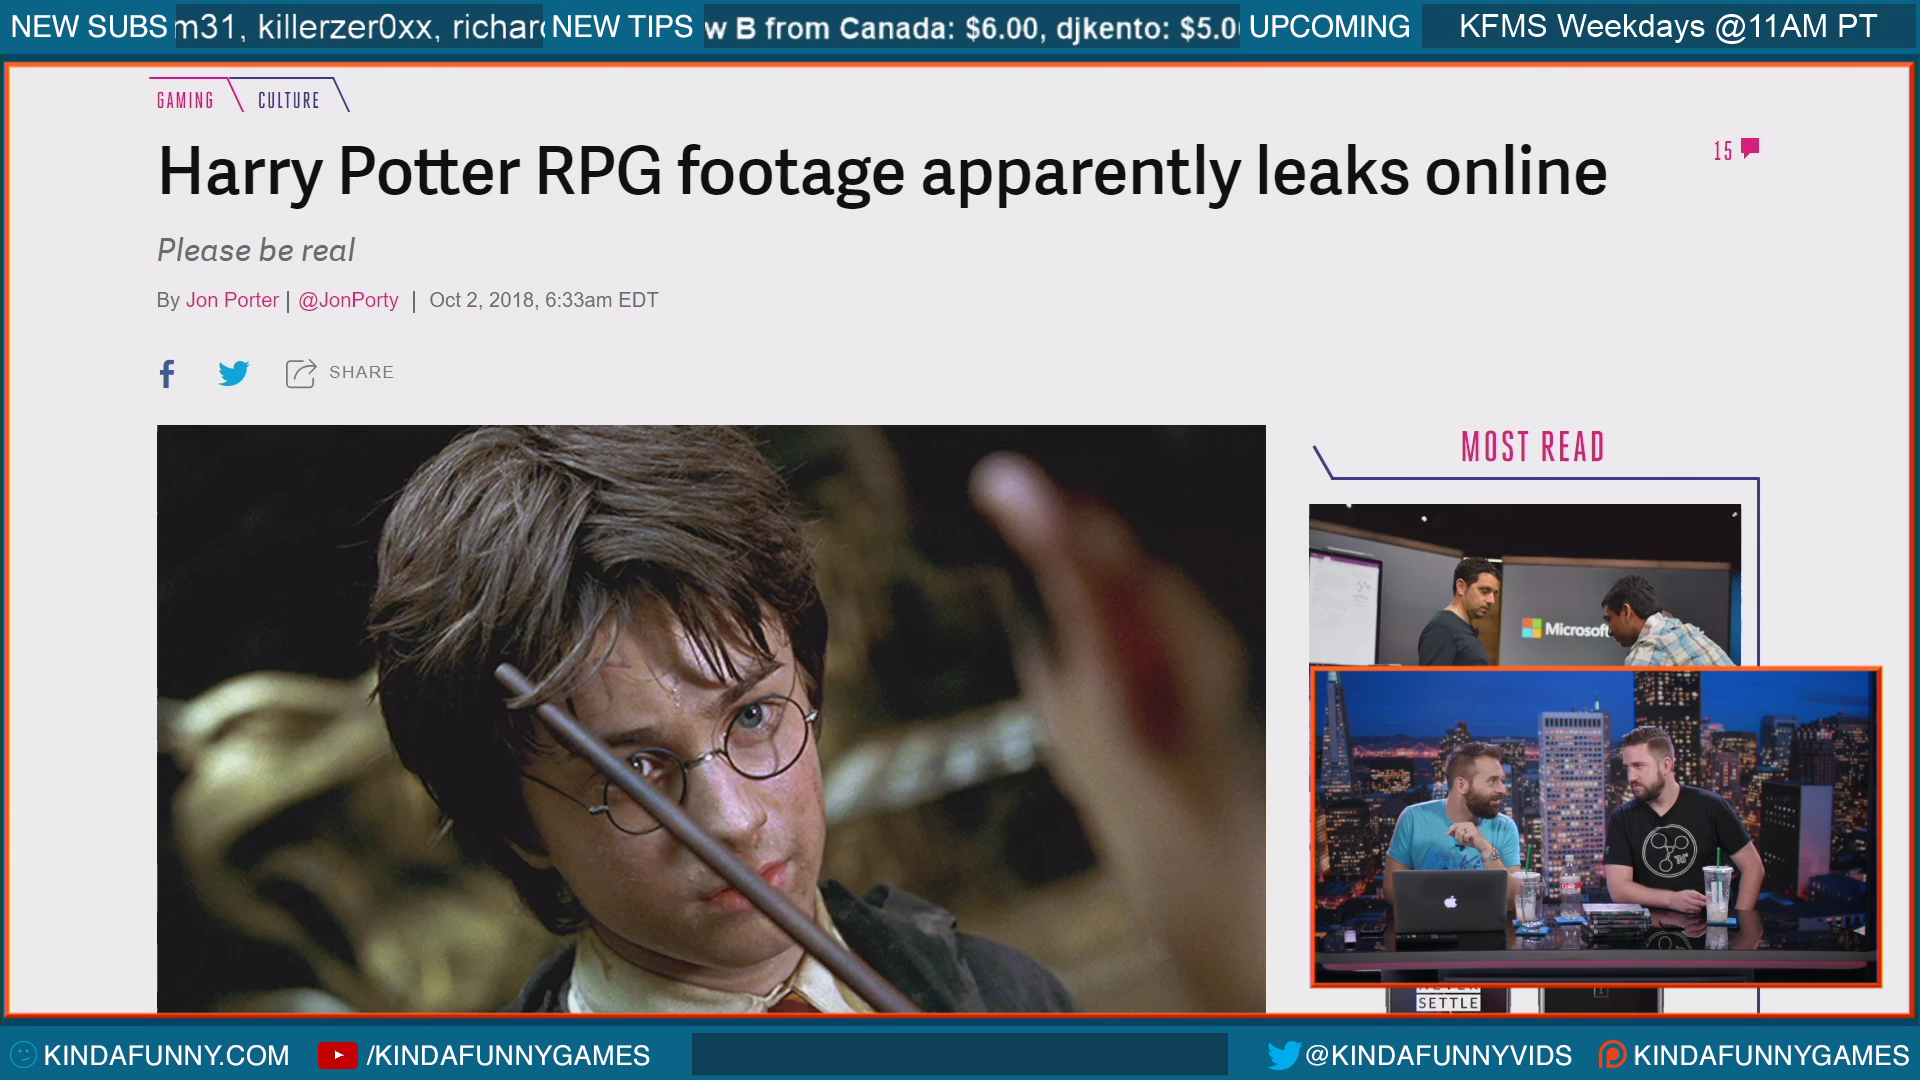 NEW SUBS
m31, killerzer0xx, richar
NEW TIPS
w B from Canada: $6.00, djkento: $5.0
UPCOMING
KFMS Weekdays @11AM PT
GAMING
CULTURE
Harry Potter RPG footage apparently leaks online
15
Please be real
By Jon Porter | @JonPorty | Oct 2, 2018, 6:33am EDT
SHARE
MOST READ
Microsoft
SETTLE
KINDAFUNNY.COM
/KINDAFUNNYGAMES
@KINDAFUNNYVIDS
KINDAFUNNYGAMES